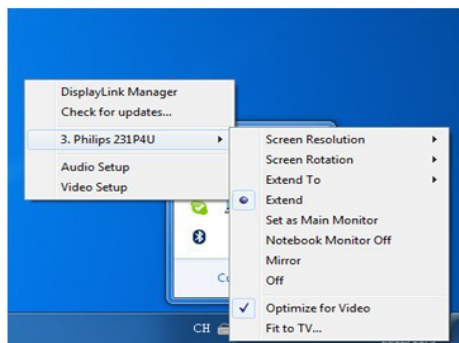 DisplayLink Manager
Check for updates...
3. Philips 231P4U
Audio Setup
Video Setup
Screen Resolution
Screen Rotation
Extend To
Extend
Set as Main Monitor
Notebook Monitor Off
Mirror
Off
Optimize for Video
Fit to TV...
CH